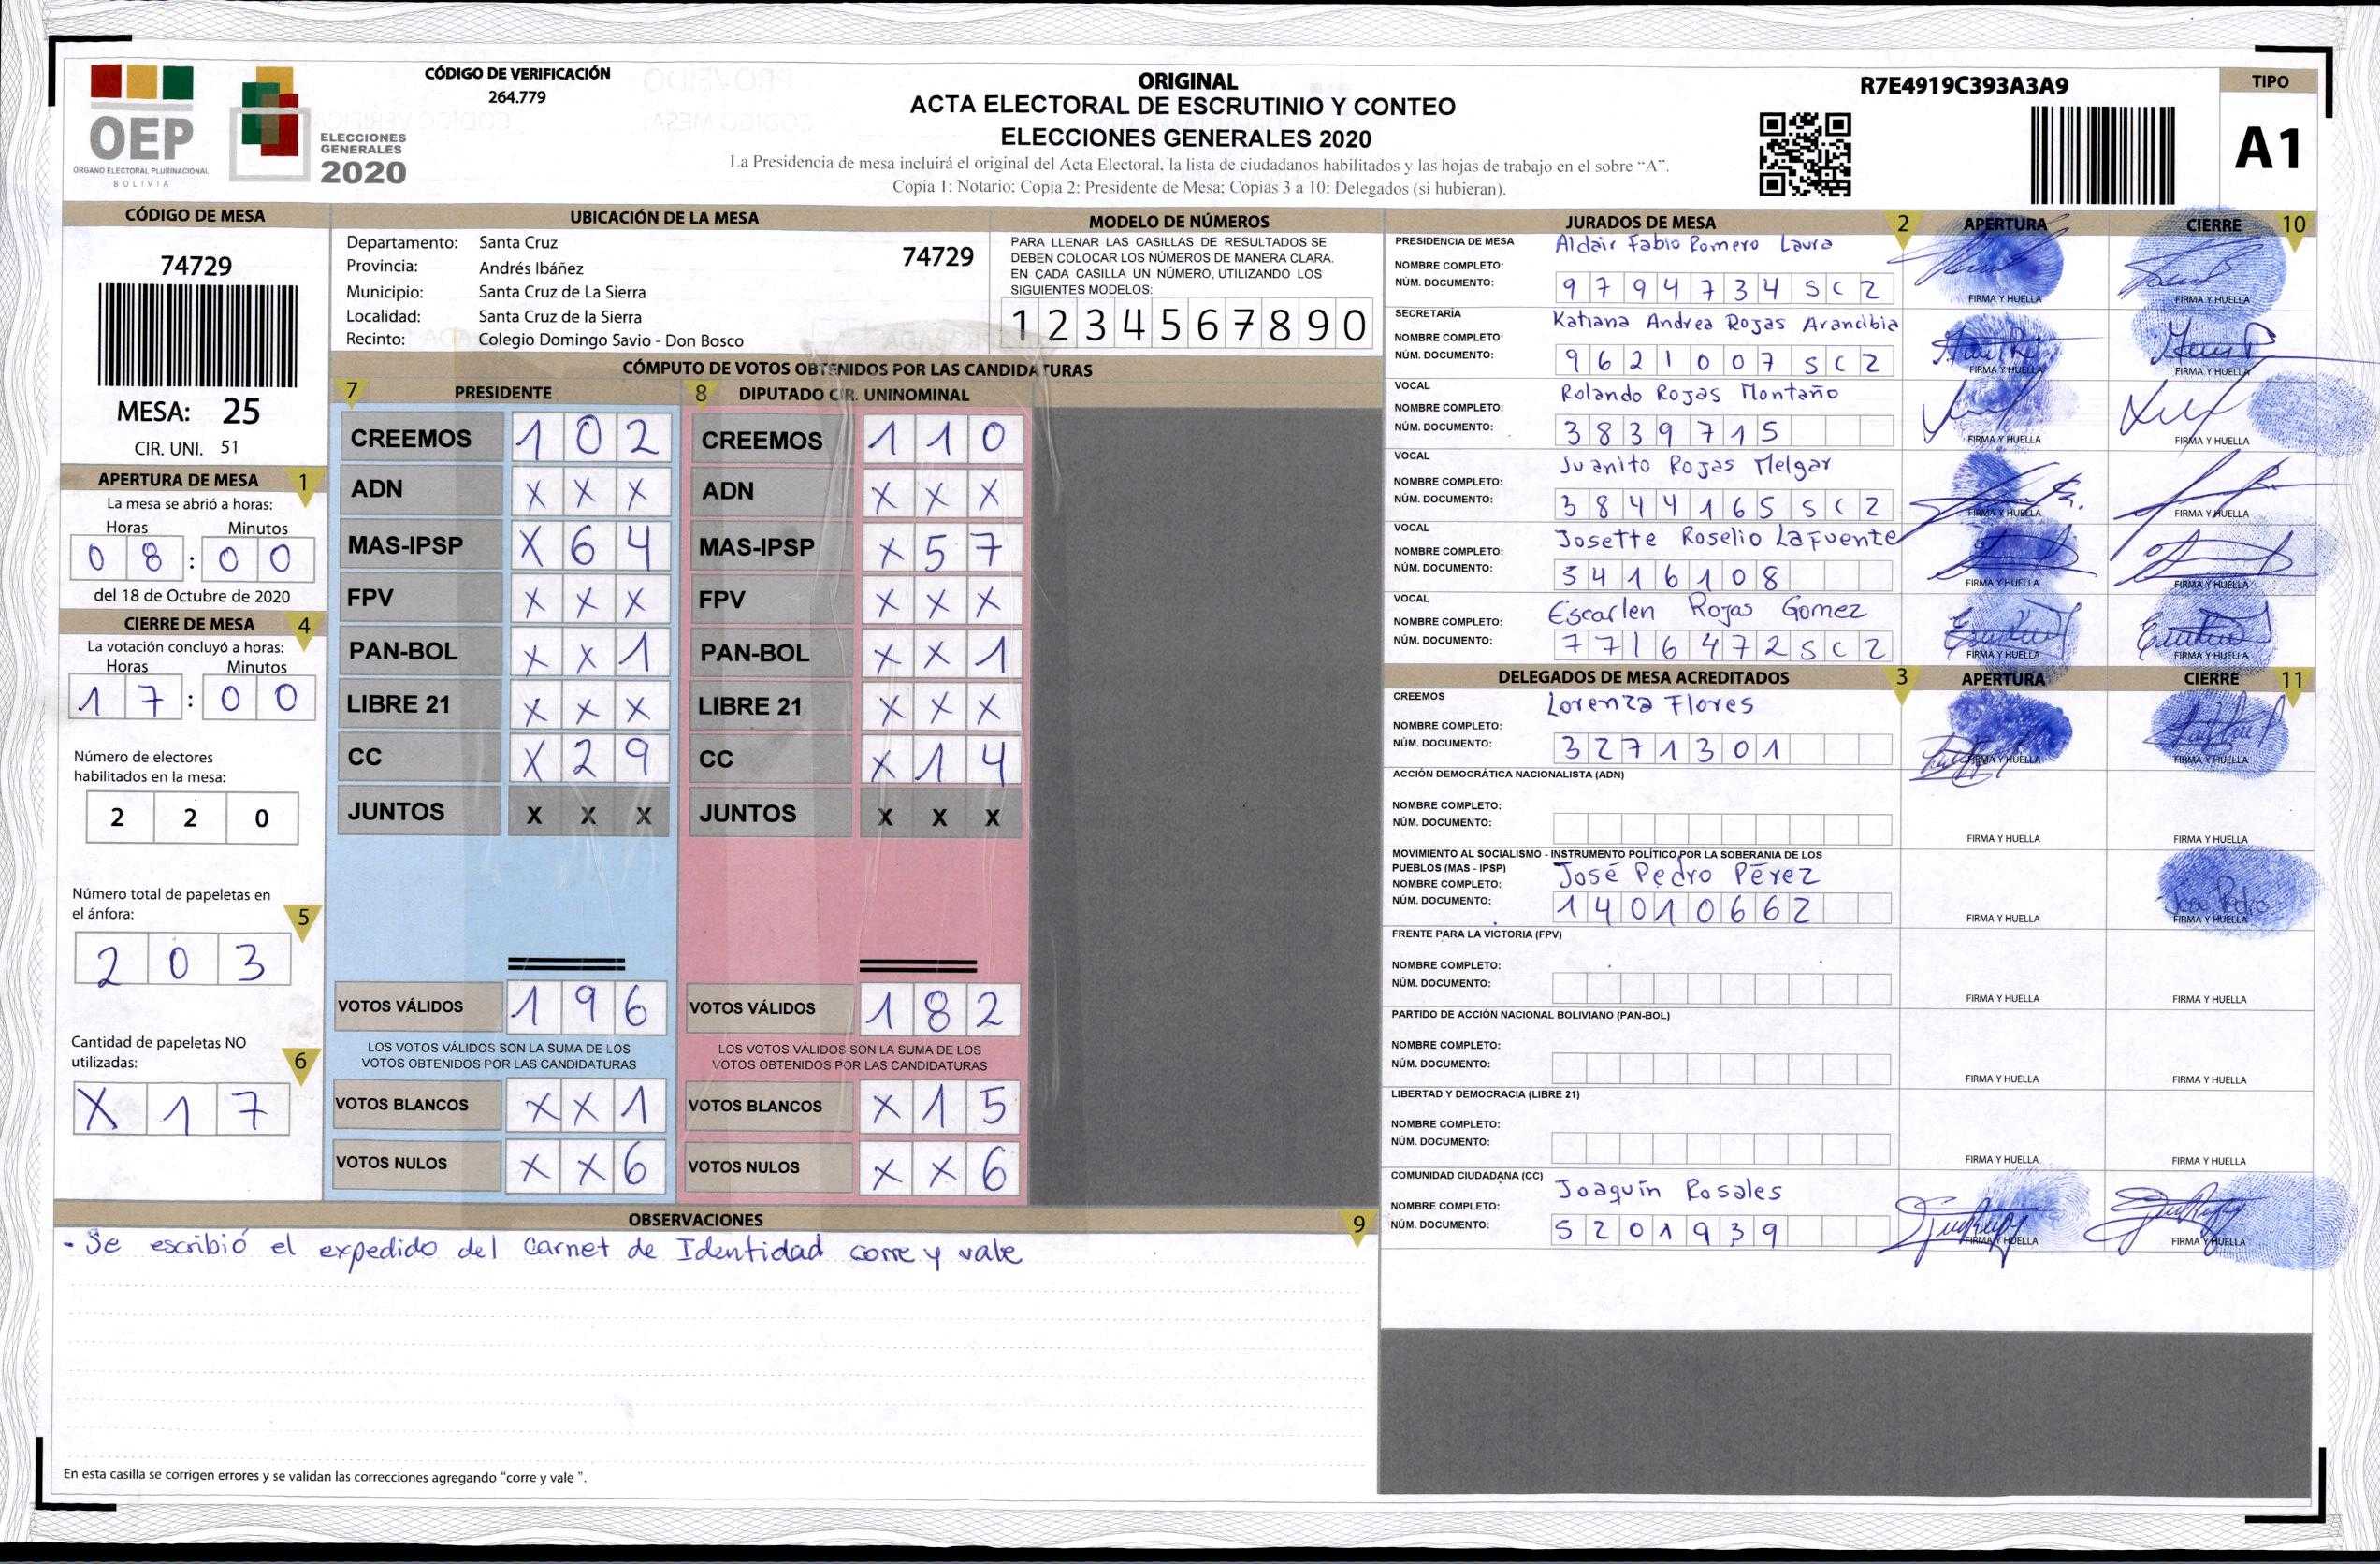 OEP
ÓRGANO ELECTORAL PLURINACIONAL
BOLIVIA
ELECCIONES
GENERALES
2020
CÓDIGO DE VERIFICACIÓN
264.779
ORIGINAL
ACTA ELECTORAL DE ESCRUTINIO Y CONTEO
ELECCIONES GENERALES 2020
La Presidencia de mesa incluirá el original del Acta Electoral, la lista de ciudadanos habilitados y las hojas de trabajo en el sobre “A”.
Copia 1: Notario; Copia 2: Presidente de Mesa; Copias 3 a 10: Delegados (si hubieran).
R7E4919C393A3A9
TIPO
A1
CÓDIGO DE MESA
74729
MESA: 25
CIR. UNI. 51
APERTURA DE MESA 1
La mesa se abrió a horas:
Horas Minutos
0 8 : 0 0
del 18 de Octubre de 2020
CIERRE DE MESA 4
La votación concluyó a horas:
Horas Minutos
1 7 : 0 0
Número de electores
habilitados en la mesa:
2 2 0
Número total de papeletas en
el ánfora: 5
2 0 3
Cantidad de papeletas NO
utilizadas: 6
X 1 7
UBICACIÓN DE LA MESA
Departamento: Santa Cruz 74729
Provincia: Andrés Ibáñez
Municipio: Santa Cruz de La Sierra
Localidad: Santa Cruz de la Sierra
Recinto: Colegio Domingo Savio - Don Bosco
MODELO DE NÚMEROS
PARA LLENAR LAS CASILLAS DE RESULTADOS SE
DEBEN COLOCAR LOS NÚMEROS DE MANERA CLARA.
EN CADA CASILLA UN NÚMERO, UTILIZANDO LOS
SIGUIENTES MODELOS:
1 2 3 4 5 6 7 8 9 0
CÓMPUTO DE VOTOS OBTENIDOS POR LAS CANDIDATURAS
7 PRESIDENTE
CREEMOS 1 0 2
ADN X X X
MAS-IPSP X 6 4
FPV X X X
PAN-BOL X X 1
LIBRE 21 X X X
CC X 2 9
JUNTOS X X X
VOTOS VÁLIDOS 1 9 6
LOS VOTOS VÁLIDOS SON LA SUMA DE LOS
VOTOS OBTENIDOS POR LAS CANDIDATURAS
VOTOS BLANCOS X X 1
VOTOS NULOS X X 6
8 DIPUTADO CIR. UNINOMINAL
CREEMOS 1 1 0
ADN X X X
MAS-IPSP X 5 7
FPV X X X
PAN-BOL X X 1
LIBRE 21 X X X
CC X 1 4
JUNTOS X X X
VOTOS VÁLIDOS 1 8 2
LOS VOTOS VÁLIDOS SON LA SUMA DE LOS
VOTOS OBTENIDOS POR LAS CANDIDATURAS
VOTOS BLANCOS X 1 5
VOTOS NULOS X X 6
OBSERVACIONES 9
- Se escribió el expedido del Carnet de Identidad corre y vale
En esta casilla se corrigen errores y se validan las correcciones agregando “corre y vale ”.
JURADOS DE MESA 2 APERTURA CIERRE 10
PRESIDENCIA DE MESA Aldair Fabio Romero Laura
NOMBRE COMPLETO:
NÚM. DOCUMENTO: 9 7 9 4 7 3 4 S C Z
FIRMA Y HUELLA FIRMA Y HUELLA
SECRETARÍA Katiana Andrea Rojas Arancibia
NOMBRE COMPLETO:
NÚM. DOCUMENTO: 9 6 2 1 0 0 7 S C Z
FIRMA Y HUELLA FIRMA Y HUELLA
VOCAL Rolando Rojas Montaño
NOMBRE COMPLETO:
NÚM. DOCUMENTO: 3 8 3 9 7 1 5
FIRMA Y HUELLA FIRMA Y HUELLA
VOCAL Juanito Rojas Melgar
NOMBRE COMPLETO:
NÚM. DOCUMENTO: 3 8 4 4 1 6 5 S C Z
FIRMA Y HUELLA FIRMA Y HUELLA
VOCAL Josette Roselio Lafuente
NOMBRE COMPLETO:
NÚM. DOCUMENTO: 3 4 1 6 1 0 8
FIRMA Y HUELLA FIRMA Y HUELLA
VOCAL Escarlen Rojas Gomez
NOMBRE COMPLETO:
NÚM. DOCUMENTO: 7 7 1 6 4 7 2 S C Z
FIRMA Y HUELLA FIRMA Y HUELLA
DELEGADOS DE MESA ACREDITADOS 3 APERTURA CIERRE 11
CREEMOS Lorenza Flores
NOMBRE COMPLETO:
NÚM. DOCUMENTO: 3 2 7 1 3 0 1
FIRMA Y HUELLA FIRMA Y HUELLA
ACCIÓN DEMOCRÁTICA NACIONALISTA (ADN)
NOMBRE COMPLETO:
NÚM. DOCUMENTO:
FIRMA Y HUELLA FIRMA Y HUELLA
MOVIMIENTO AL SOCIALISMO - INSTRUMENTO POLÍTICO POR LA SOBERANIA DE LOS
PUEBLOS (MAS - IPSP) José Pedro Pérez
NOMBRE COMPLETO:
NÚM. DOCUMENTO: 1 4 0 1 0 6 6 2
José Pedro
FIRMA Y HUELLA FIRMA Y HUELLA
FRENTE PARA LA VICTORIA (FPV)
NOMBRE COMPLETO:
NÚM. DOCUMENTO:
FIRMA Y HUELLA FIRMA Y HUELLA
PARTIDO DE ACCIÓN NACIONAL BOLIVIANO (PAN-BOL)
NOMBRE COMPLETO:
NÚM. DOCUMENTO:
FIRMA Y HUELLA FIRMA Y HUELLA
LIBERTAD Y DEMOCRACIA (LIBRE 21)
NOMBRE COMPLETO:
NÚM. DOCUMENTO:
FIRMA Y HUELLA FIRMA Y HUELLA
COMUNIDAD CIUDADANA (CC) Joaquín Rosales
NOMBRE COMPLETO:
NÚM. DOCUMENTO: 5 2 0 1 9 3 9
FIRMA Y HUELLA FIRMA Y HUELLA